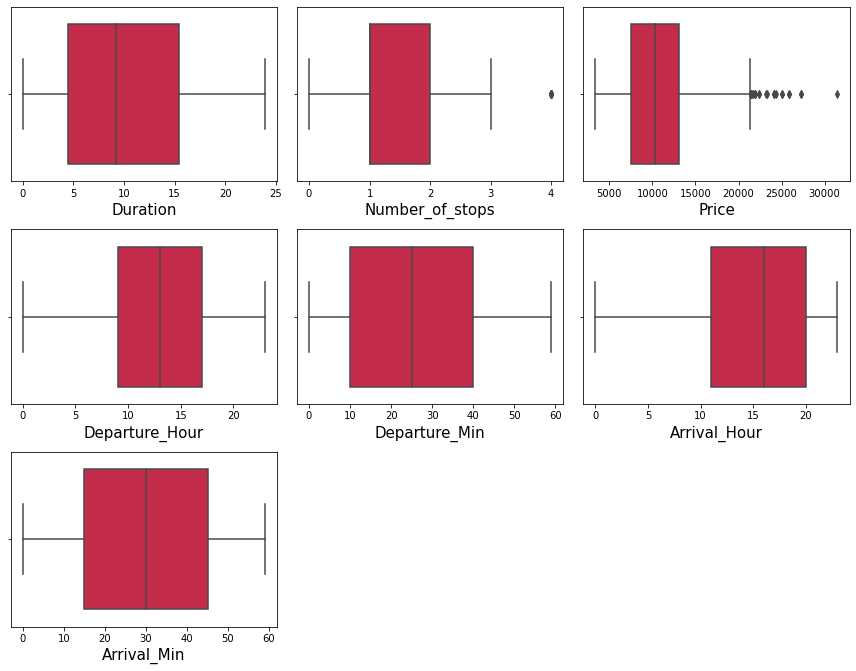 0 5 10 15 20 25
Duration
0 1 2 3 4
Number_of_stops
5000 10000 15000 20000 25000 30000
Price
0 5 10 15 20
Departure_Hour
0 10 20 30 40 50 60
Departure_Min
0 5 10 15 20
Arrival_Hour
0 10 20 30 40 50 60
Arrival_Min